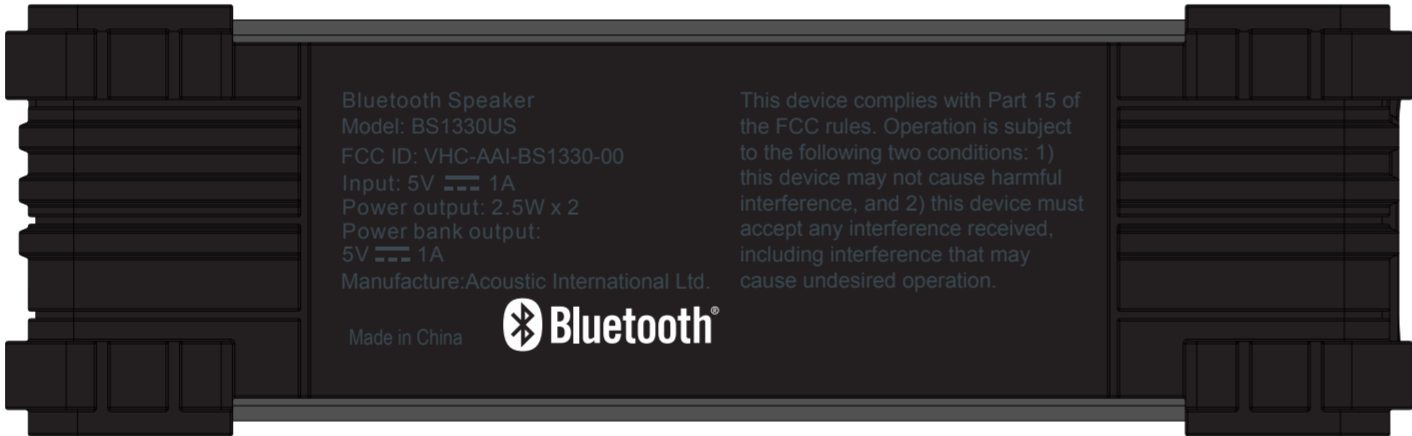 Bluetooth Speaker
Model: BS1330US
FCC ID: VHC-AAI-BS1330-00
Input: 5V ⎓ 1A
Power output: 2.5W x 2
Power bank output:
5V ⎓ 1A
Manufacture:Acoustic International Ltd.
Made in China
Bluetooth®
This device complies with Part 15 of
the FCC rules. Operation is subject
to the following two conditions: 1)
this device may not cause harmful
interference, and 2) this device must
accept any interference received,
including interference that may
cause undesired operation.